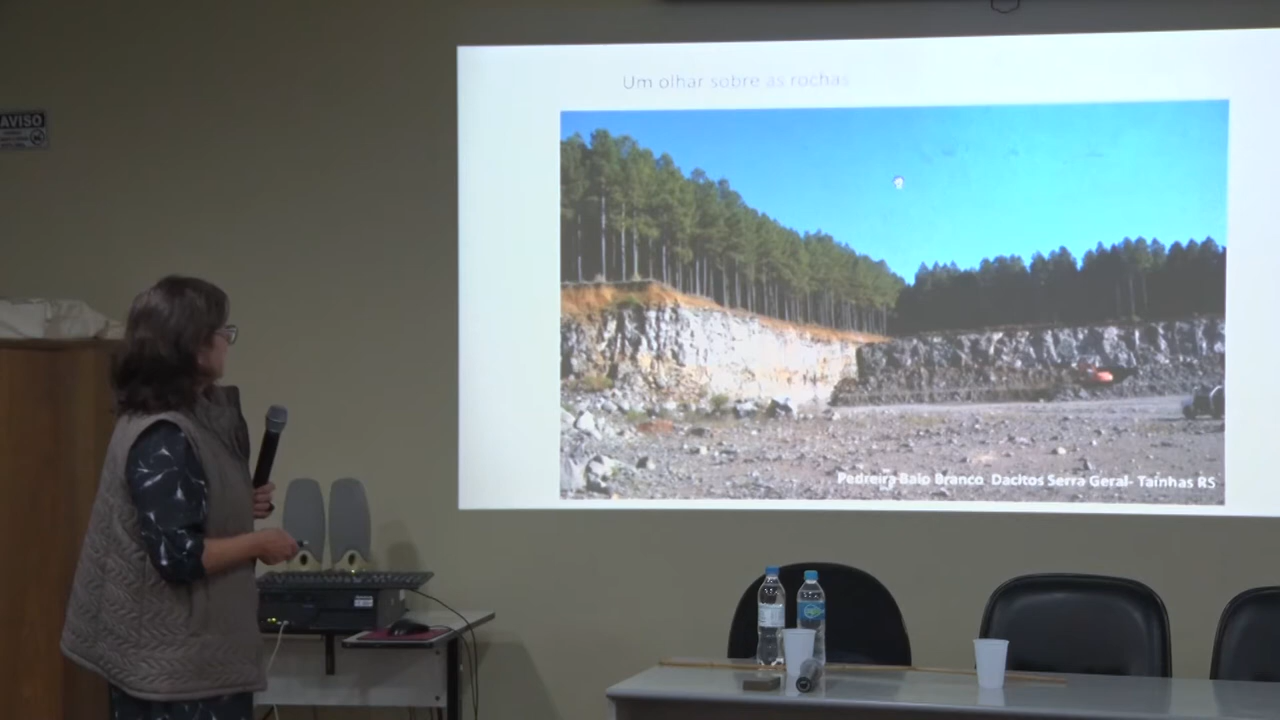 AVISO
Um olhar sobre as rochas
Pedreira Baio Branco Dacitos Serra Geral- Tainhas RS